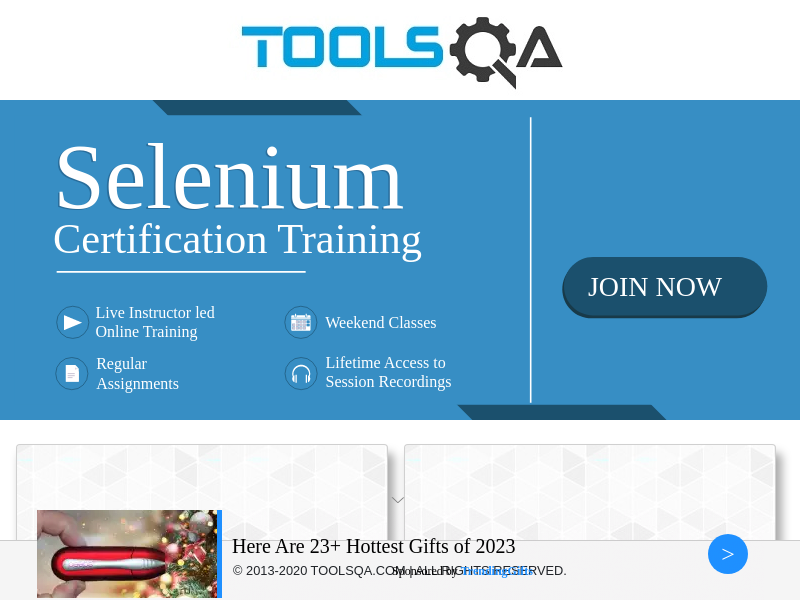 TOOLSQA
Selenium
Certification Training
JOIN NOW
Live Instructor led
Online Training
Weekend Classes
Regular
Assignments
Lifetime Access to
Session Recordings
Here Are 23+ Hottest Gifts of 2023
>
© 2013-2020 TOOLSQA.COM ALL RIGHTS RESERVED.
Sponsored by